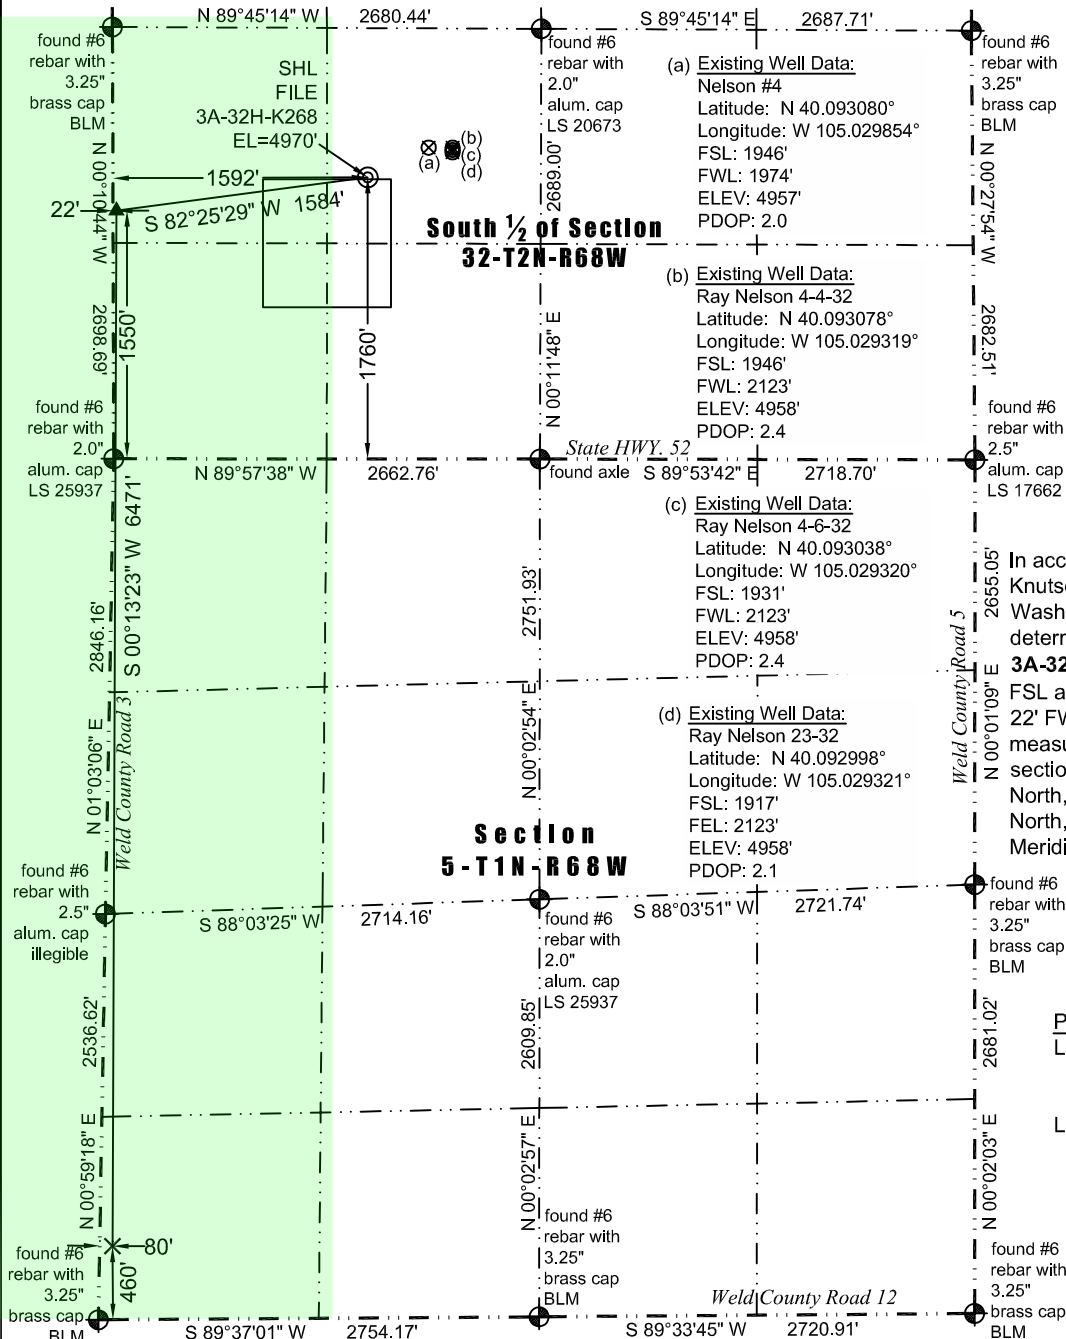 N 89°45'14" W 2680.44'
S 89°45'14" E 2687.71'
found #6
rebar with
3.25"
brass cap
BLM
SHL
FILE
3A-32H-K268
EL=4970'
found #6
rebar with
2.0"
alum. cap
LS 20673
(a) Existing Well Data:
Nelson #4
Latitude: N 40.093080°
Longitude: W 105.029854°
FSL: 1946'
FWL: 1974'
ELEV: 4957'
PDOP: 2.0
found #6
rebar with
3.25"
brass cap
BLM
(a)
(b)
(c)
(d)
1592'
22'
S 82°25'29" W 1584'
N 00°10'44" W
2698.69'
1550'
1760'
2689.00'
N 00°11'48" E
N 00°27'54" W
2682.51'
South ½ of Section
32-T2N-R68W
(b) Existing Well Data:
Ray Nelson 4-4-32
Latitude: N 40.093078°
Longitude: W 105.029319°
FSL: 1946'
FWL: 2123'
ELEV: 4958'
PDOP: 2.4
found #6
rebar with
2.0"
alum. cap
LS 25937
found #6
rebar with
2.5"
alum. cap
LS 17662
State HWY. 52
N 89°57'38" W 2662.76'
found axle
S 89°53'42" E 2718.70'
(c) Existing Well Data:
Ray Nelson 4-6-32
Latitude: N 40.093038°
Longitude: W 105.029320°
FSL: 1931'
FWL: 2123'
ELEV: 4958'
PDOP: 2.4
S 00°13'23" W 6471'
2846.16'
N 01°03'06" E
Weld County Road 3
2751.93'
N 00°02'54" E
2655.05'
Weld County Road 5
N 00°01'09" E
In acc
Knuts
Wash
deterr
3A-32
FSL a
22' FW
measu
sectio
North,
North,
Meridi
(d) Existing Well Data:
Ray Nelson 23-32
Latitude: N 40.092998°
Longitude: W 105.029321°
FSL: 1917'
FEL: 2123'
ELEV: 4958'
PDOP: 2.1
Section
5-T1N-R68W
found #6
rebar with
2.5"
alum. cap
illegible
S 88°03'25" W 2714.16'
S 88°03'51" W 2721.74'
found #6
rebar with
2.0"
alum. cap
LS 25937
found #6
rebar with
3.25"
brass cap
BLM
2536.62'
N 00°59'18" E
2609.85'
N 00°02'57" E
2681.02'
N 00°02'03" E
P
L
L
80'
460'
found #6
rebar with
3.25"
brass cap
BLM
found #6
rebar with
3.25"
brass cap
BLM
found #6
rebar with
3.25"
brass cap
BLM
Weld County Road 12
S 89°37'01" W 2754.17'
S 89°33'45" W 2720.91'